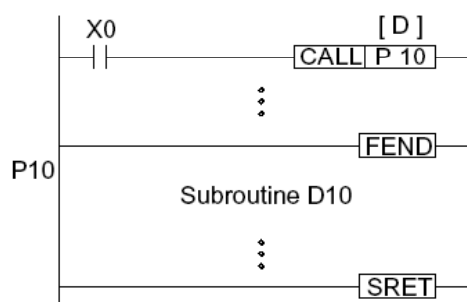 X0 [ D ]
CALL P 10
FEND
P10
Subroutine D10
SRET